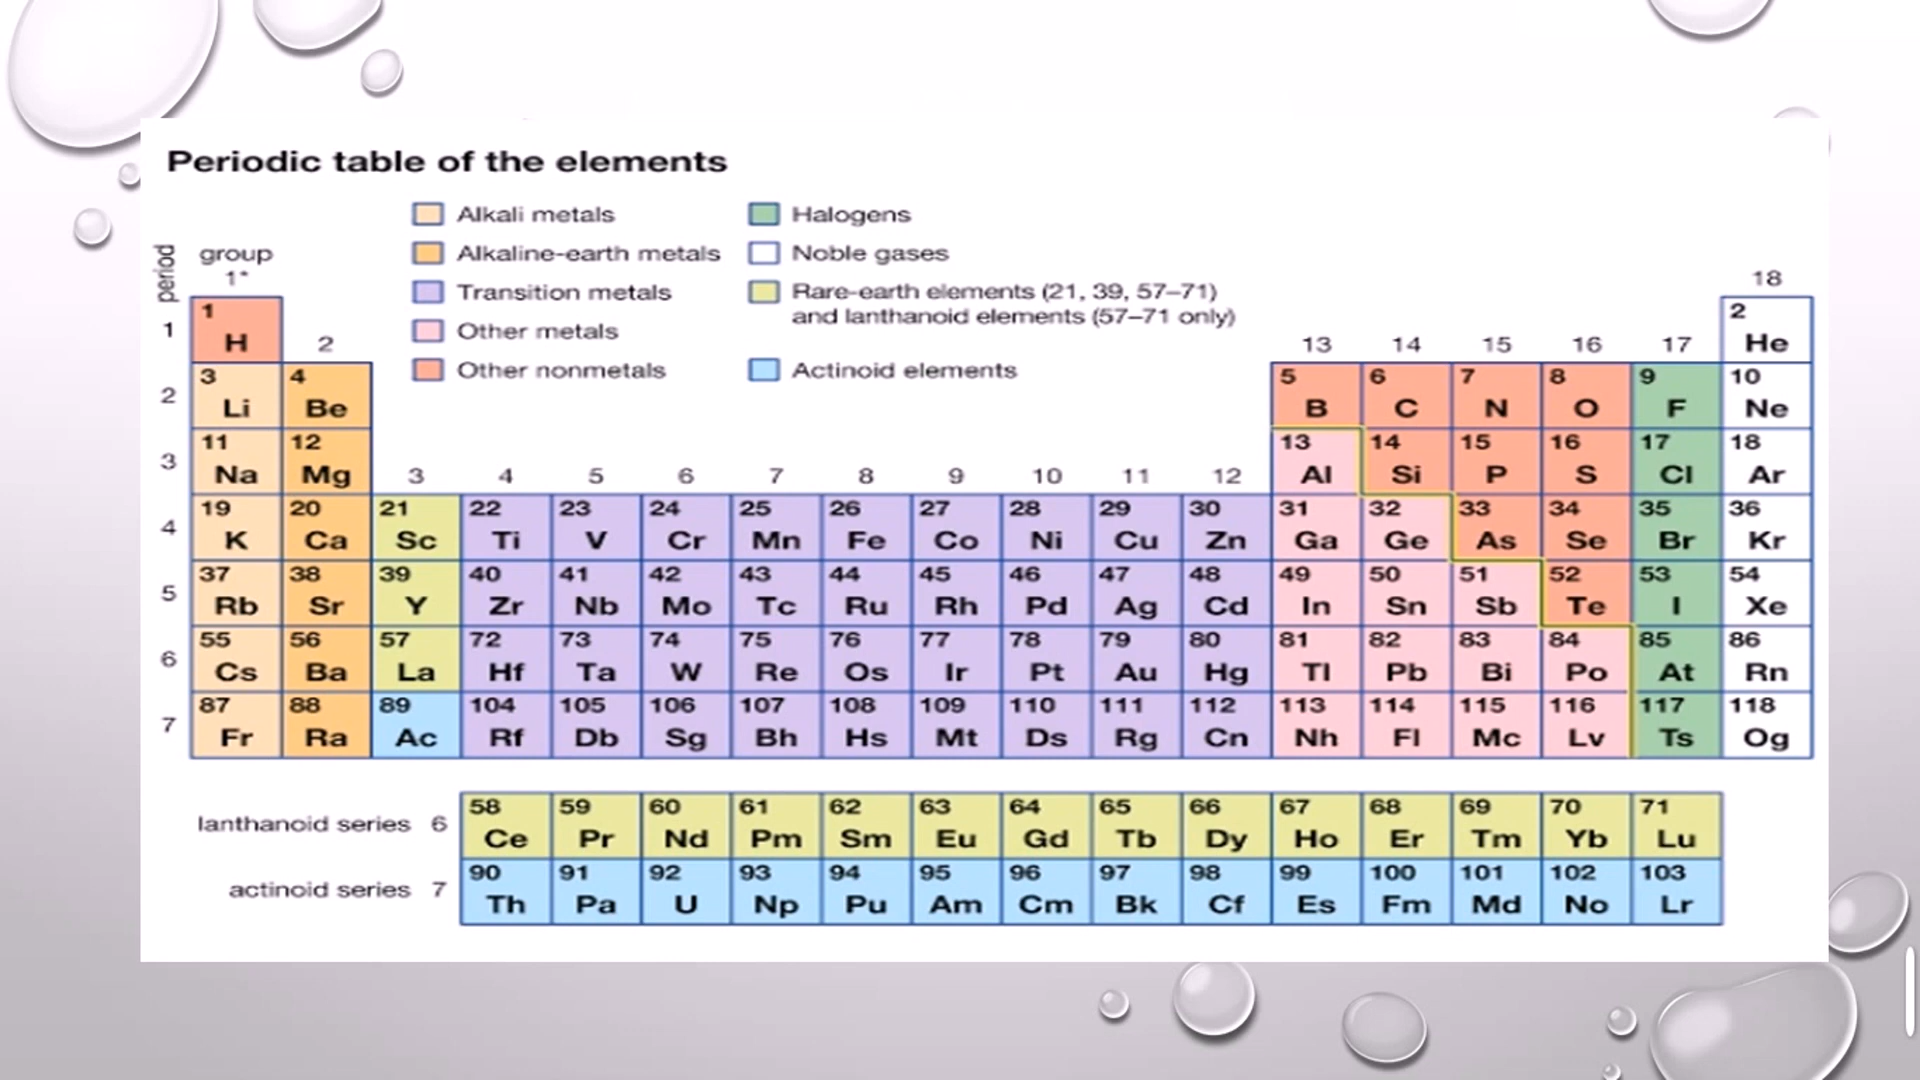 Periodic table of the elements
Alkali metals
Halogens
Alkaline-earth metals
Noble gases
Transition metals
Rare-earth elements (21, 39, 57–71)
and lanthanoid elements (57–71 only)
Other metals
Other nonmetals
Actinoid elements
period
group
1* 18
1 1 H 2 He
2 13 14 15 16 17
2 3 Li 4 Be 5 B 6 C 7 N 8 O 9 F 10 Ne
3 11 Na 12 Mg 13 Al 14 Si 15 P 16 S 17 Cl 18 Ar
3 4 5 6 7 8 9 10 11 12
4 19 K 20 Ca 21 Sc 22 Ti 23 V 24 Cr 25 Mn 26 Fe 27 Co 28 Ni 29 Cu 30 Zn 31 Ga 32 Ge 33 As 34 Se 35 Br 36 Kr
5 37 Rb 38 Sr 39 Y 40 Zr 41 Nb 42 Mo 43 Tc 44 Ru 45 Rh 46 Pd 47 Ag 48 Cd 49 In 50 Sn 51 Sb 52 Te 53 I 54 Xe
6 55 Cs 56 Ba 57 La 72 Hf 73 Ta 74 W 75 Re 76 Os 77 Ir 78 Pt 79 Au 80 Hg 81 Tl 82 Pb 83 Bi 84 Po 85 At 86 Rn
7 87 Fr 88 Ra 89 Ac 104 Rf 105 Db 106 Sg 107 Bh 108 Hs 109 Mt 110 Ds 111 Rg 112 Cn 113 Nh 114 Fl 115 Mc 116 Lv 117 Ts 118 Og
lanthanoid series 6 58 Ce 59 Pr 60 Nd 61 Pm 62 Sm 63 Eu 64 Gd 65 Tb 66 Dy 67 Ho 68 Er 69 Tm 70 Yb 71 Lu
actinoid series 7 90 Th 91 Pa 92 U 93 Np 94 Pu 95 Am 96 Cm 97 Bk 98 Cf 99 Es 100 Fm 101 Md 102 No 103 Lr